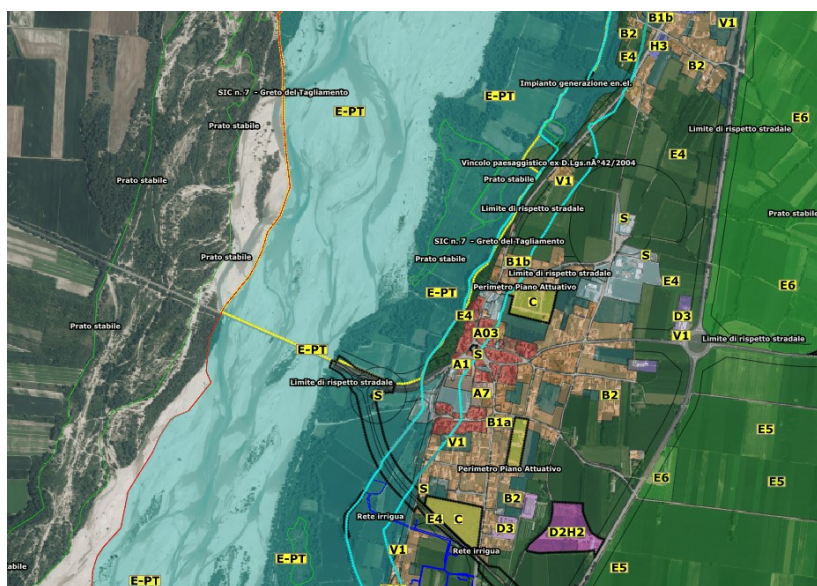 B1b
V1
B2
H3
E4
B2
Impianto generazione en.el.
SIC n. 7 - Greto del Tagliamento
E-PT
E-PT
E6
Prato stabile
Limite di rispetto stradale
E4
Vincolo paesaggistico ex D.Lgs.nÂ°42/2004
Prato stabile
Prato stabile
V1
Limite di rispetto stradale
Prato stabile
S
SIC n. 7 - Greto del Tagliamento
S
Prato stabile
Prato stabile
B1b
Limite di rispetto stradale
E4
E6
Perimetro Piano Attuativo
E-PT
C
D3
E4
Prato stabile
A03
V1
Limite di rispetto stradale
E-PT
S
A1
Limite di rispetto stradale
S
A7
B2
B1a
E5
V1
Perimetro Piano Attuativo
E6
E5
S
B2
Rete irrigua
E4
C
D3
D2H2
Rete irrigua
V1
E-PT
Prato stabile
E5
E-PT